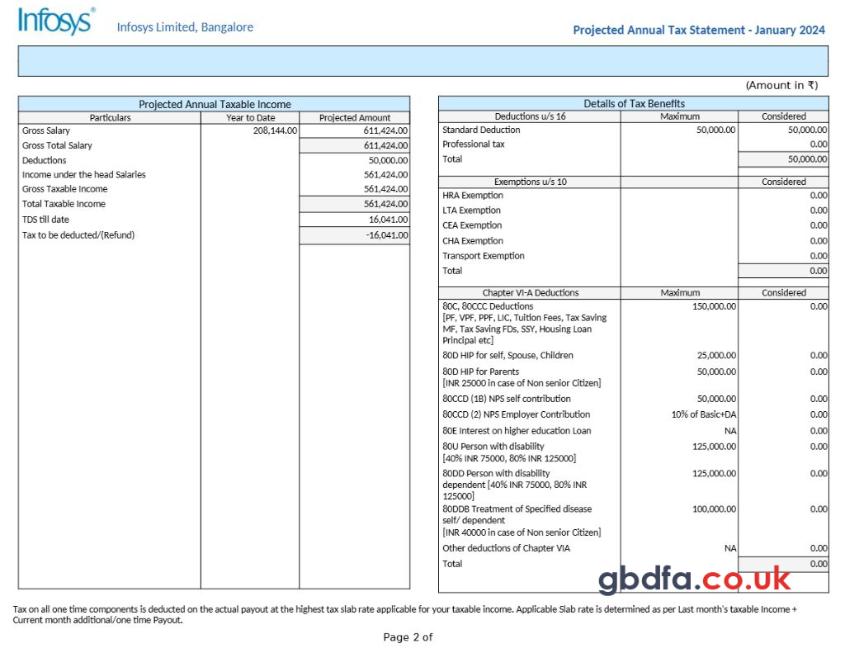 Infosys®
Infosys Limited, Bangalore
Projected Annual Tax Statement - January 2024
(Amount in ₹)
Projected Annual Taxable Income
Particulars Year to Date Projected Amount
Gross Salary 208,144.00 611,424.00
Gross Total Salary 611,424.00
Deductions 50,000.00
Income under the head Salaries 561,424.00
Gross Taxable Income 561,424.00
Total Taxable Income 561,424.00
TDS till date 16,041.00
Tax to be deducted/(Refund) -16,041.00
Details of Tax Benefits
Deductions u/s 16 Maximum Considered
Standard Deduction 50,000.00 50,000.00
Professional tax 0.00
Total 50,000.00
Exemptions u/s 10 Considered
HRA Exemption 0.00
LTA Exemption 0.00
CEA Exemption 0.00
CHA Exemption 0.00
Transport Exemption 0.00
Total 0.00
Chapter VI-A Deductions Maximum Considered
80C, 80CCC Deductions 150,000.00 0.00
[PF, VPF, PPF, LIC, Tuition Fees, Tax Saving
MF, Tax Saving FDs, SSY, Housing Loan
Principal etc]
80D HIP for self, Spouse, Children 25,000.00 0.00
80D HIP for Parents 50,000.00 0.00
[INR 25000 in case of Non senior Citizen]
80CCD (1B) NPS self contribution 50,000.00 0.00
80CCD (2) NPS Employer Contribution 10% of Basic+DA 0.00
80E Interest on higher education Loan NA 0.00
80U Person with disability 125,000.00 0.00
[40% INR 75000, 80% INR 125000]
80DD Person with disability 125,000.00 0.00
dependent [40% INR 75000, 80% INR
125000]
80DDB Treatment of Specified disease 100,000.00 0.00
self/ dependent
[INR 40000 in case of Non senior Citizen]
Other deductions of Chapter VIA NA 0.00
Total 0.00
gbdfa.co.uk
Tax on all one time components is deducted on the actual payout at the highest tax slab rate applicable for your taxable income. Applicable Slab rate is determined as per Last month's taxable Income +
Current month additional/one time Payout.
Page 2 of